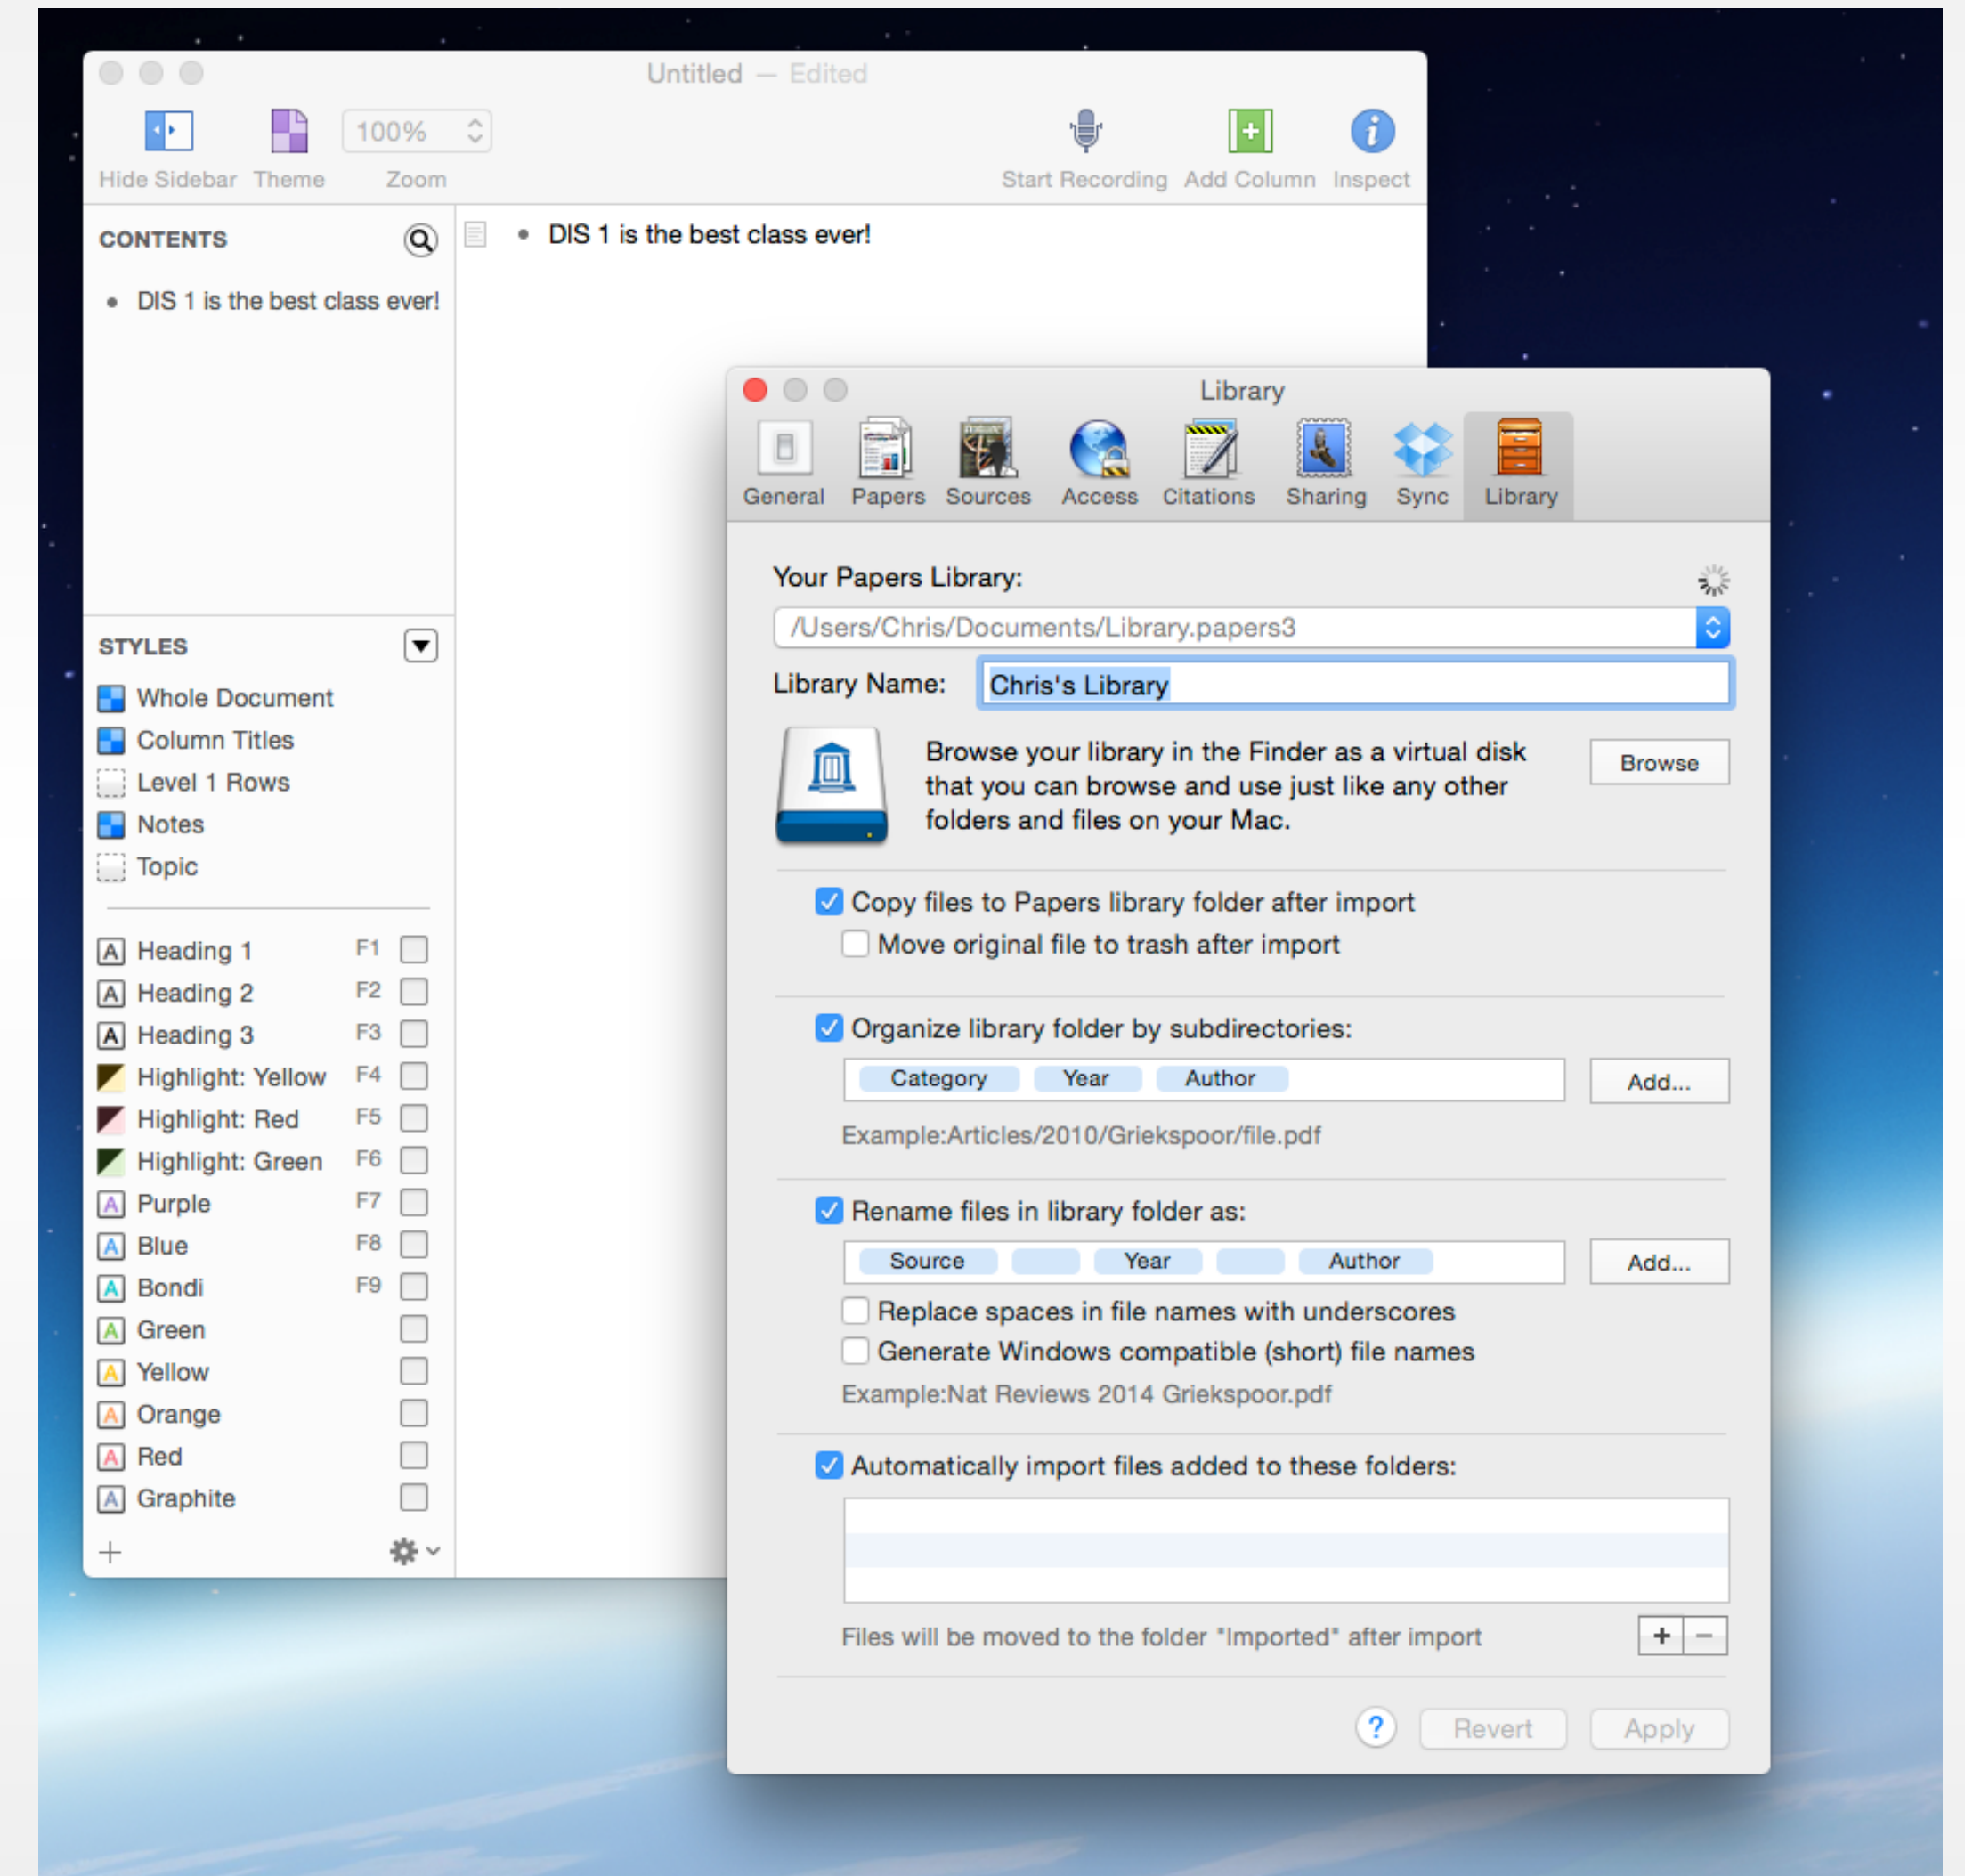 Untitled — Edited
100%
Hide Sidebar Theme Zoom Start Recording Add Column Inspect
CONTENTS
• DIS 1 is the best class ever!
• DIS 1 is the best class ever!
STYLES
Whole Document
Column Titles
Level 1 Rows
Notes
Topic
A Heading 1 F1
A Heading 2 F2
A Heading 3 F3
Highlight: Yellow F4
Highlight: Red F5
Highlight: Green F6
A Purple F7
A Blue F8
A Bondi F9
A Green
A Yellow
A Orange
A Red
A Graphite
Library
General Papers Sources Access Citations Sharing Sync Library
Your Papers Library:
/Users/Chris/Documents/Library.papers3
Library Name: Chris's Library
Browse your library in the Finder as a virtual disk
that you can browse and use just like any other
folders and files on your Mac.
Browse
Copy files to Papers library folder after import
Move original file to trash after import
Organize library folder by subdirectories:
Category Year Author Add...
Example:Articles/2010/Griekspoor/file.pdf
Rename files in library folder as:
Source Year Author Add...
Replace spaces in file names with underscores
Generate Windows compatible (short) file names
Example:Nat Reviews 2014 Griekspoor.pdf
Automatically import files added to these folders:
Files will be moved to the folder "Imported" after import + −
? Revert Apply